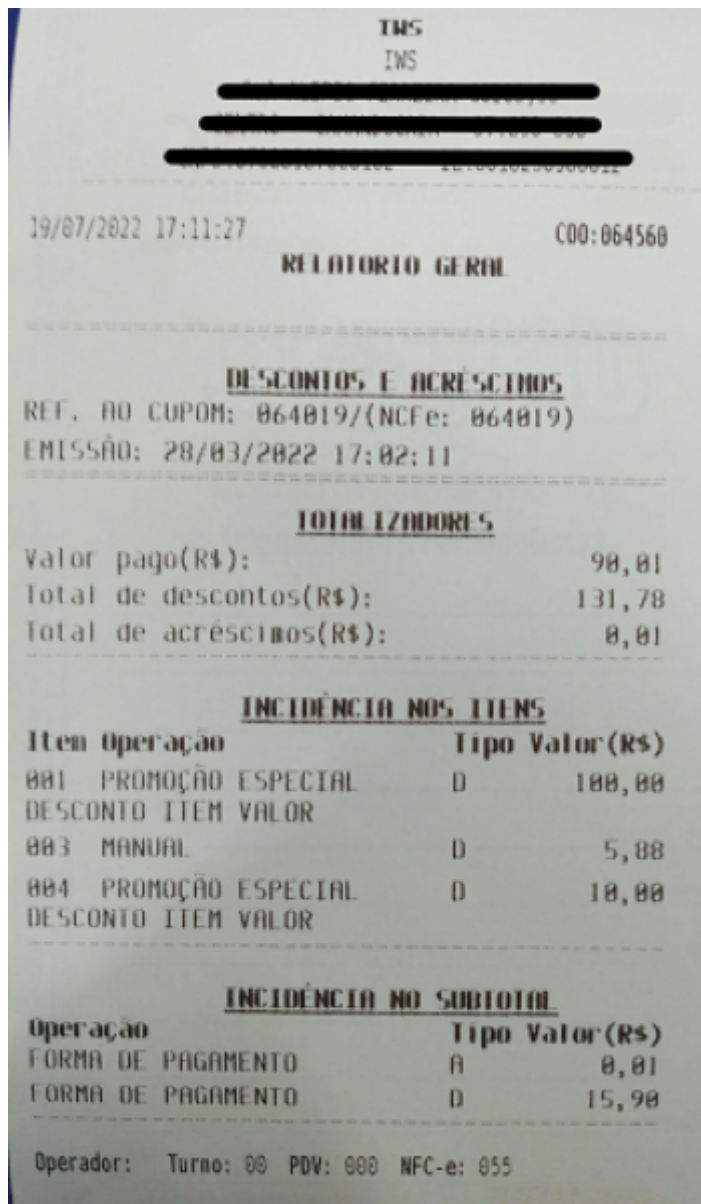 IWS
IWS
19/07/2022 17:11:27 COO:064560
RELATORIO GERAL
DESCONTOS E ACRÉSCIMOS
REF. AO CUPOM: 064019/(NCFe: 064019)
EMISSÃO: 28/03/2022 17:02:11
TOTALIZADORES
Valor pago(R$): 90,01
Total de descontos(R$): 131,78
Total de acréscimos(R$): 0,01
INCIDÊNCIA NOS ITENS
Item Operação Tipo Valor(R$)
001 PROMOÇÃO ESPECIAL D 100,00
DESCONTO ITEM VALOR
003 MANUAL D 5,88
004 PROMOÇÃO ESPECIAL D 10,00
DESCONTO ITEM VALOR
INCIDÊNCIA NO SUBTOTAL
Operação Tipo Valor(R$)
FORMA DE PAGAMENTO A 0,01
FORMA DE PAGAMENTO D 15,90
Operador: Turno: 00 PDV: 000 NFC-e: 055